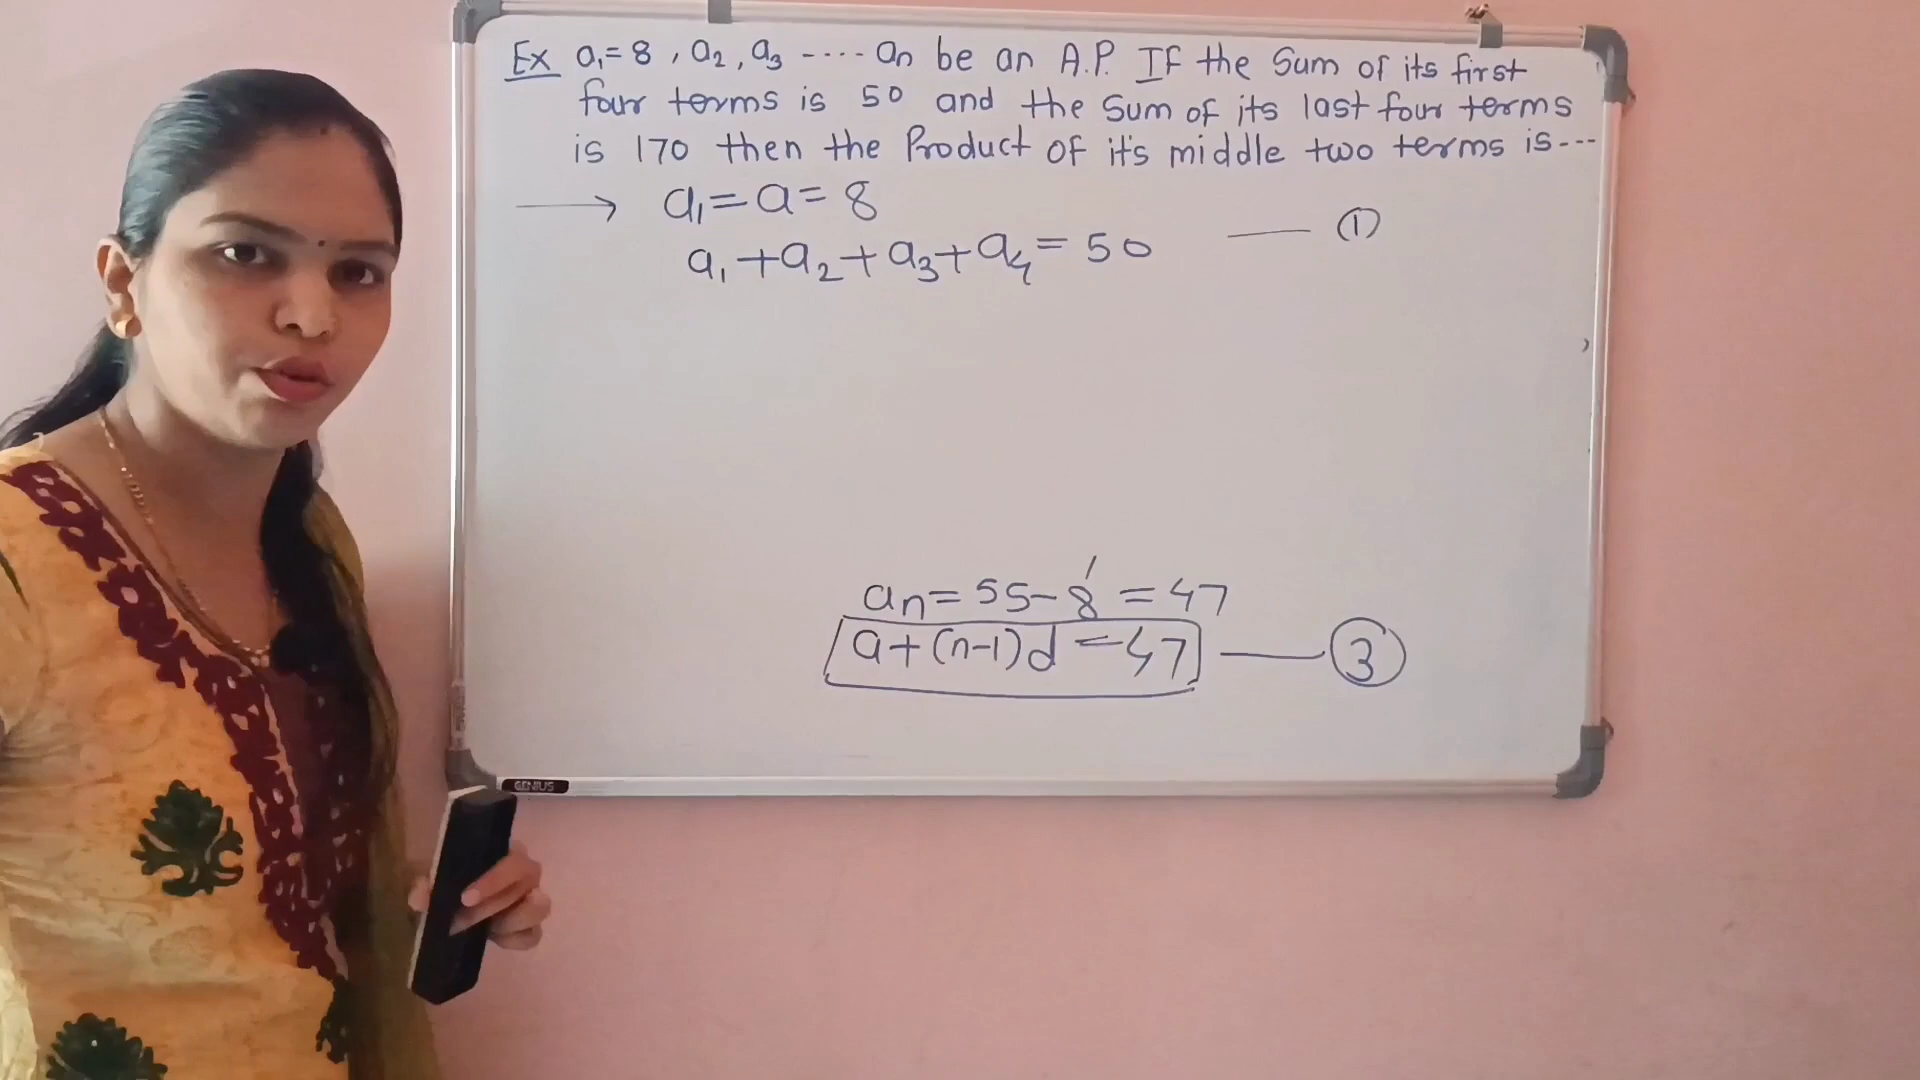 Ex a₁=8, a₂, a₃ ---- an be an A.P. If the Sum of its first
four terms is 50 and the Sum of its last four terms
is 170 then the Product of it's middle two terms is---
→ a₁=a=8
a₁+a₂+a₃+a₄=50 — ①
an=55-8=47
a+(n-1)d=47 — ③
GENIUS